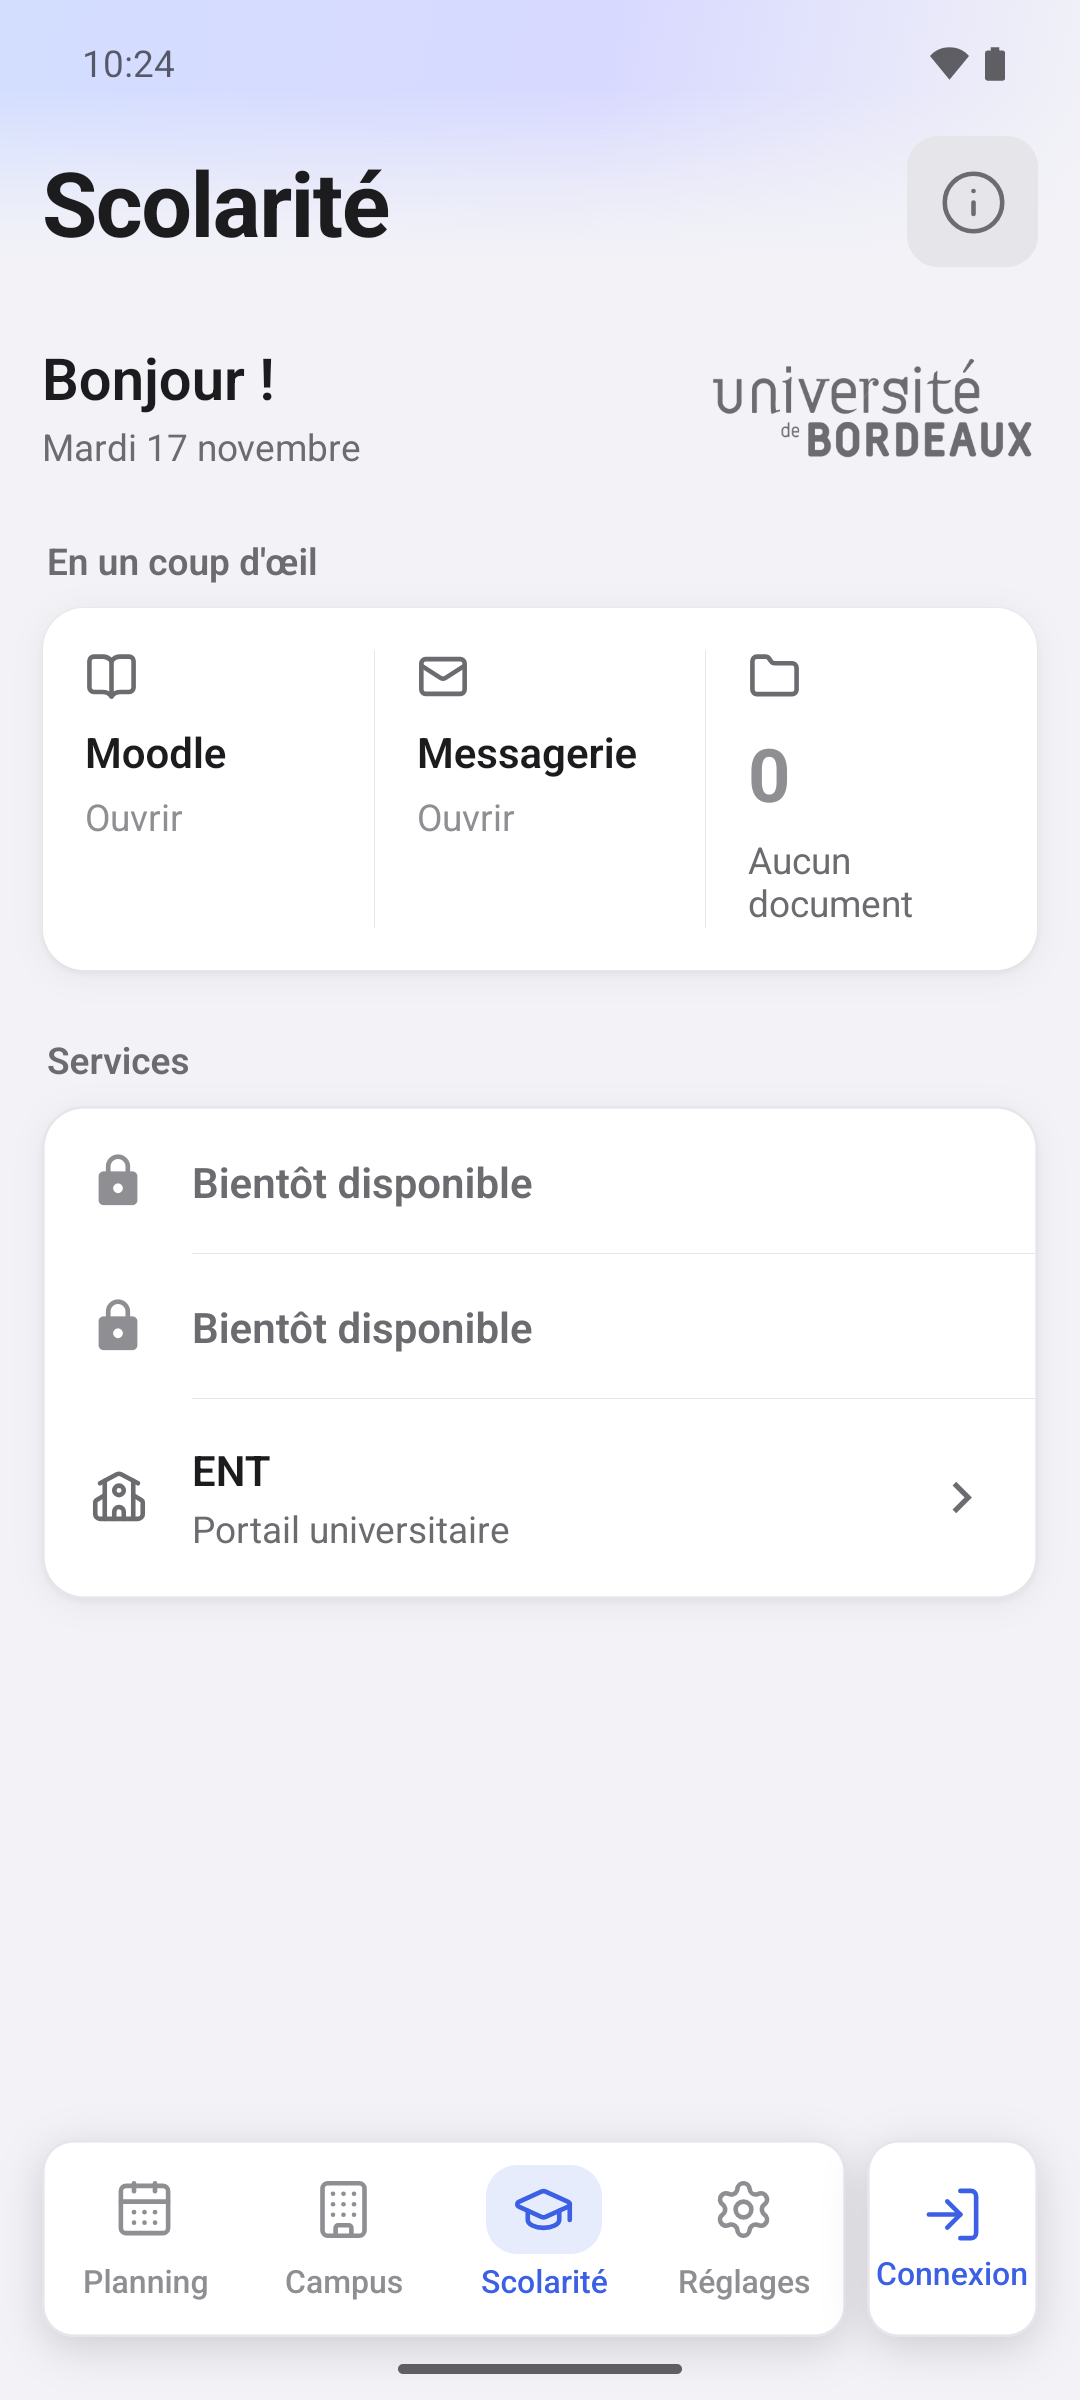 10:24
Scolarité
Bonjour !
Mardi 17 novembre
université
de BORDEAUX
En un coup d'œil
Moodle
Ouvrir
Messagerie
Ouvrir
0
Aucun
document
Services
Bientôt disponible
Bientôt disponible
ENT
Portail universitaire
Planning
Campus
Scolarité
Réglages
Connexion